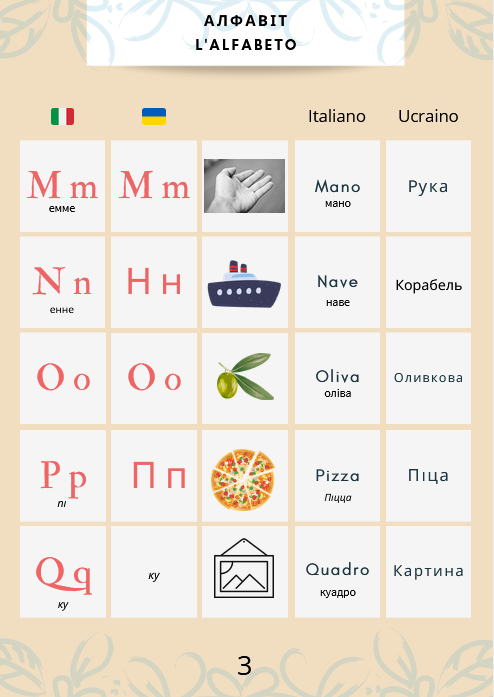 АЛФАВІТ
L'ALFABETO
Italiano Ucraino
M m M m Mano Рука
емме мано
N n Н н Nave Корабель
енне наве
O o O o Oliva Оливкова
оліва
P p П п Pizza Піца
пі Піцца
Q q ку Quadro Картина
ку куадро
3